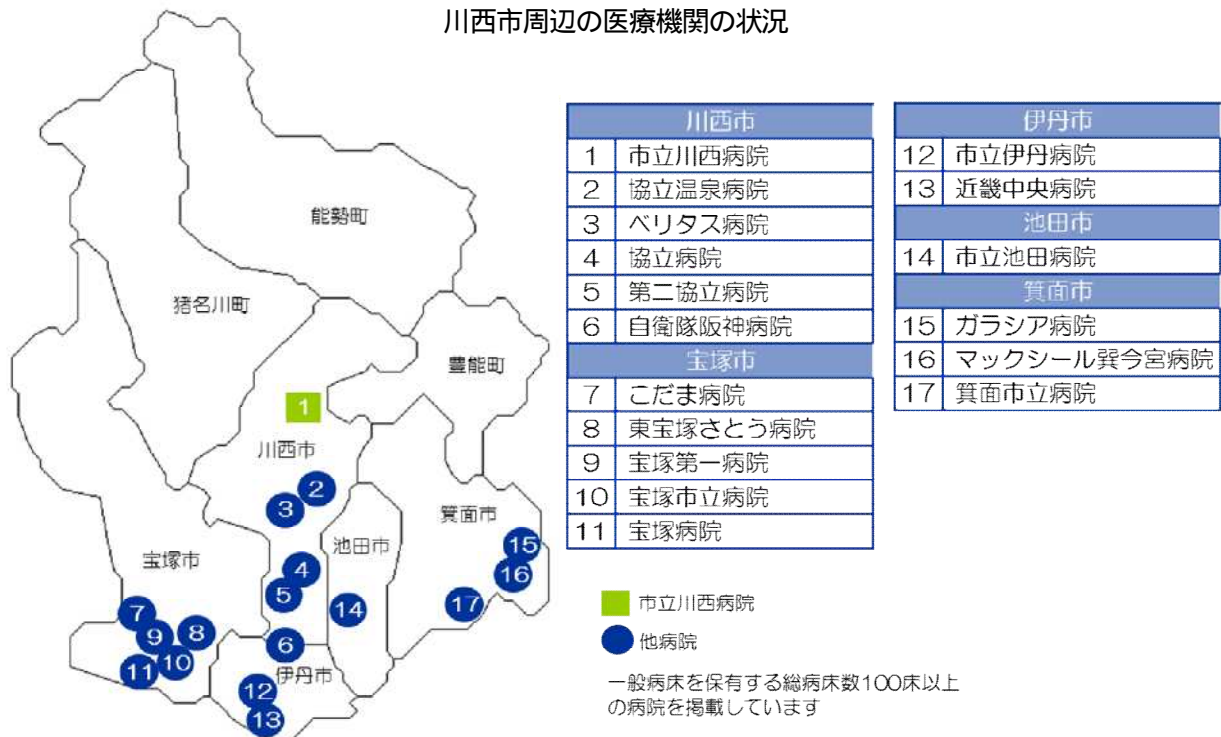 川西市周辺の医療機関の状況
能勢町
猪名川町
豊能町
1
川西市
2
3
箕面市
池田市
宝塚市
4
5
15
16
14
17
7
9
8
10
11
6
伊丹市
12
13
川西市
1 市立川西病院
2 協立温泉病院
3 ベリタス病院
4 協立病院
5 第二協立病院
6 自衛隊阪神病院
宝塚市
7 こだま病院
8 東宝塚さとう病院
9 宝塚第一病院
10 宝塚市立病院
11 宝塚病院
伊丹市
12 市立伊丹病院
13 近畿中央病院
池田市
14 市立池田病院
箕面市
15 ガラシア病院
16 マックシール巽今宮病院
17 箕面市立病院
市立川西病院
他病院
一般病床を保有する総病床数100床以上
の病院を掲載しています